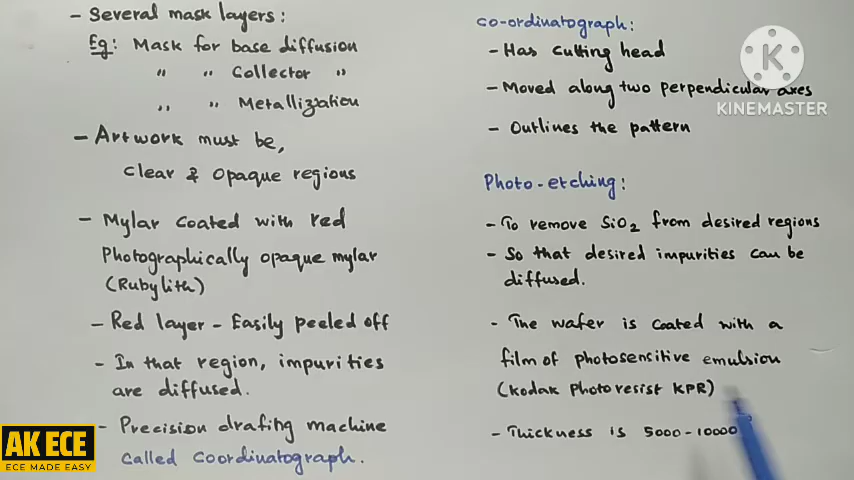 - Several mask layers:
Eg: Mask for base diffusion
" " Collector "
" " Metallization
- Artwork must be,
Clear & Opaque regions
- Mylar coated with red
Photographically opaque mylar
(Rubylith)
- Red layer - Easily peeled off
- In that region, impurities
are diffused.
- Precision drafing machine
called coordinatograph.
co-ordinatograph:
- Has cutting head
- Moved along two perpendicular axes
- Outlines the pattern
Photo-etching:
- To remove SiO2 from desired regions
- So that desired impurities can be
diffused.
- The wafer is coated with a
film of photosensitive emulsion
(Kodak Photoresist KPR)
- Thickness is 5000-10000
K
KINEMASTER
AK ECE
ECE MADE EASY